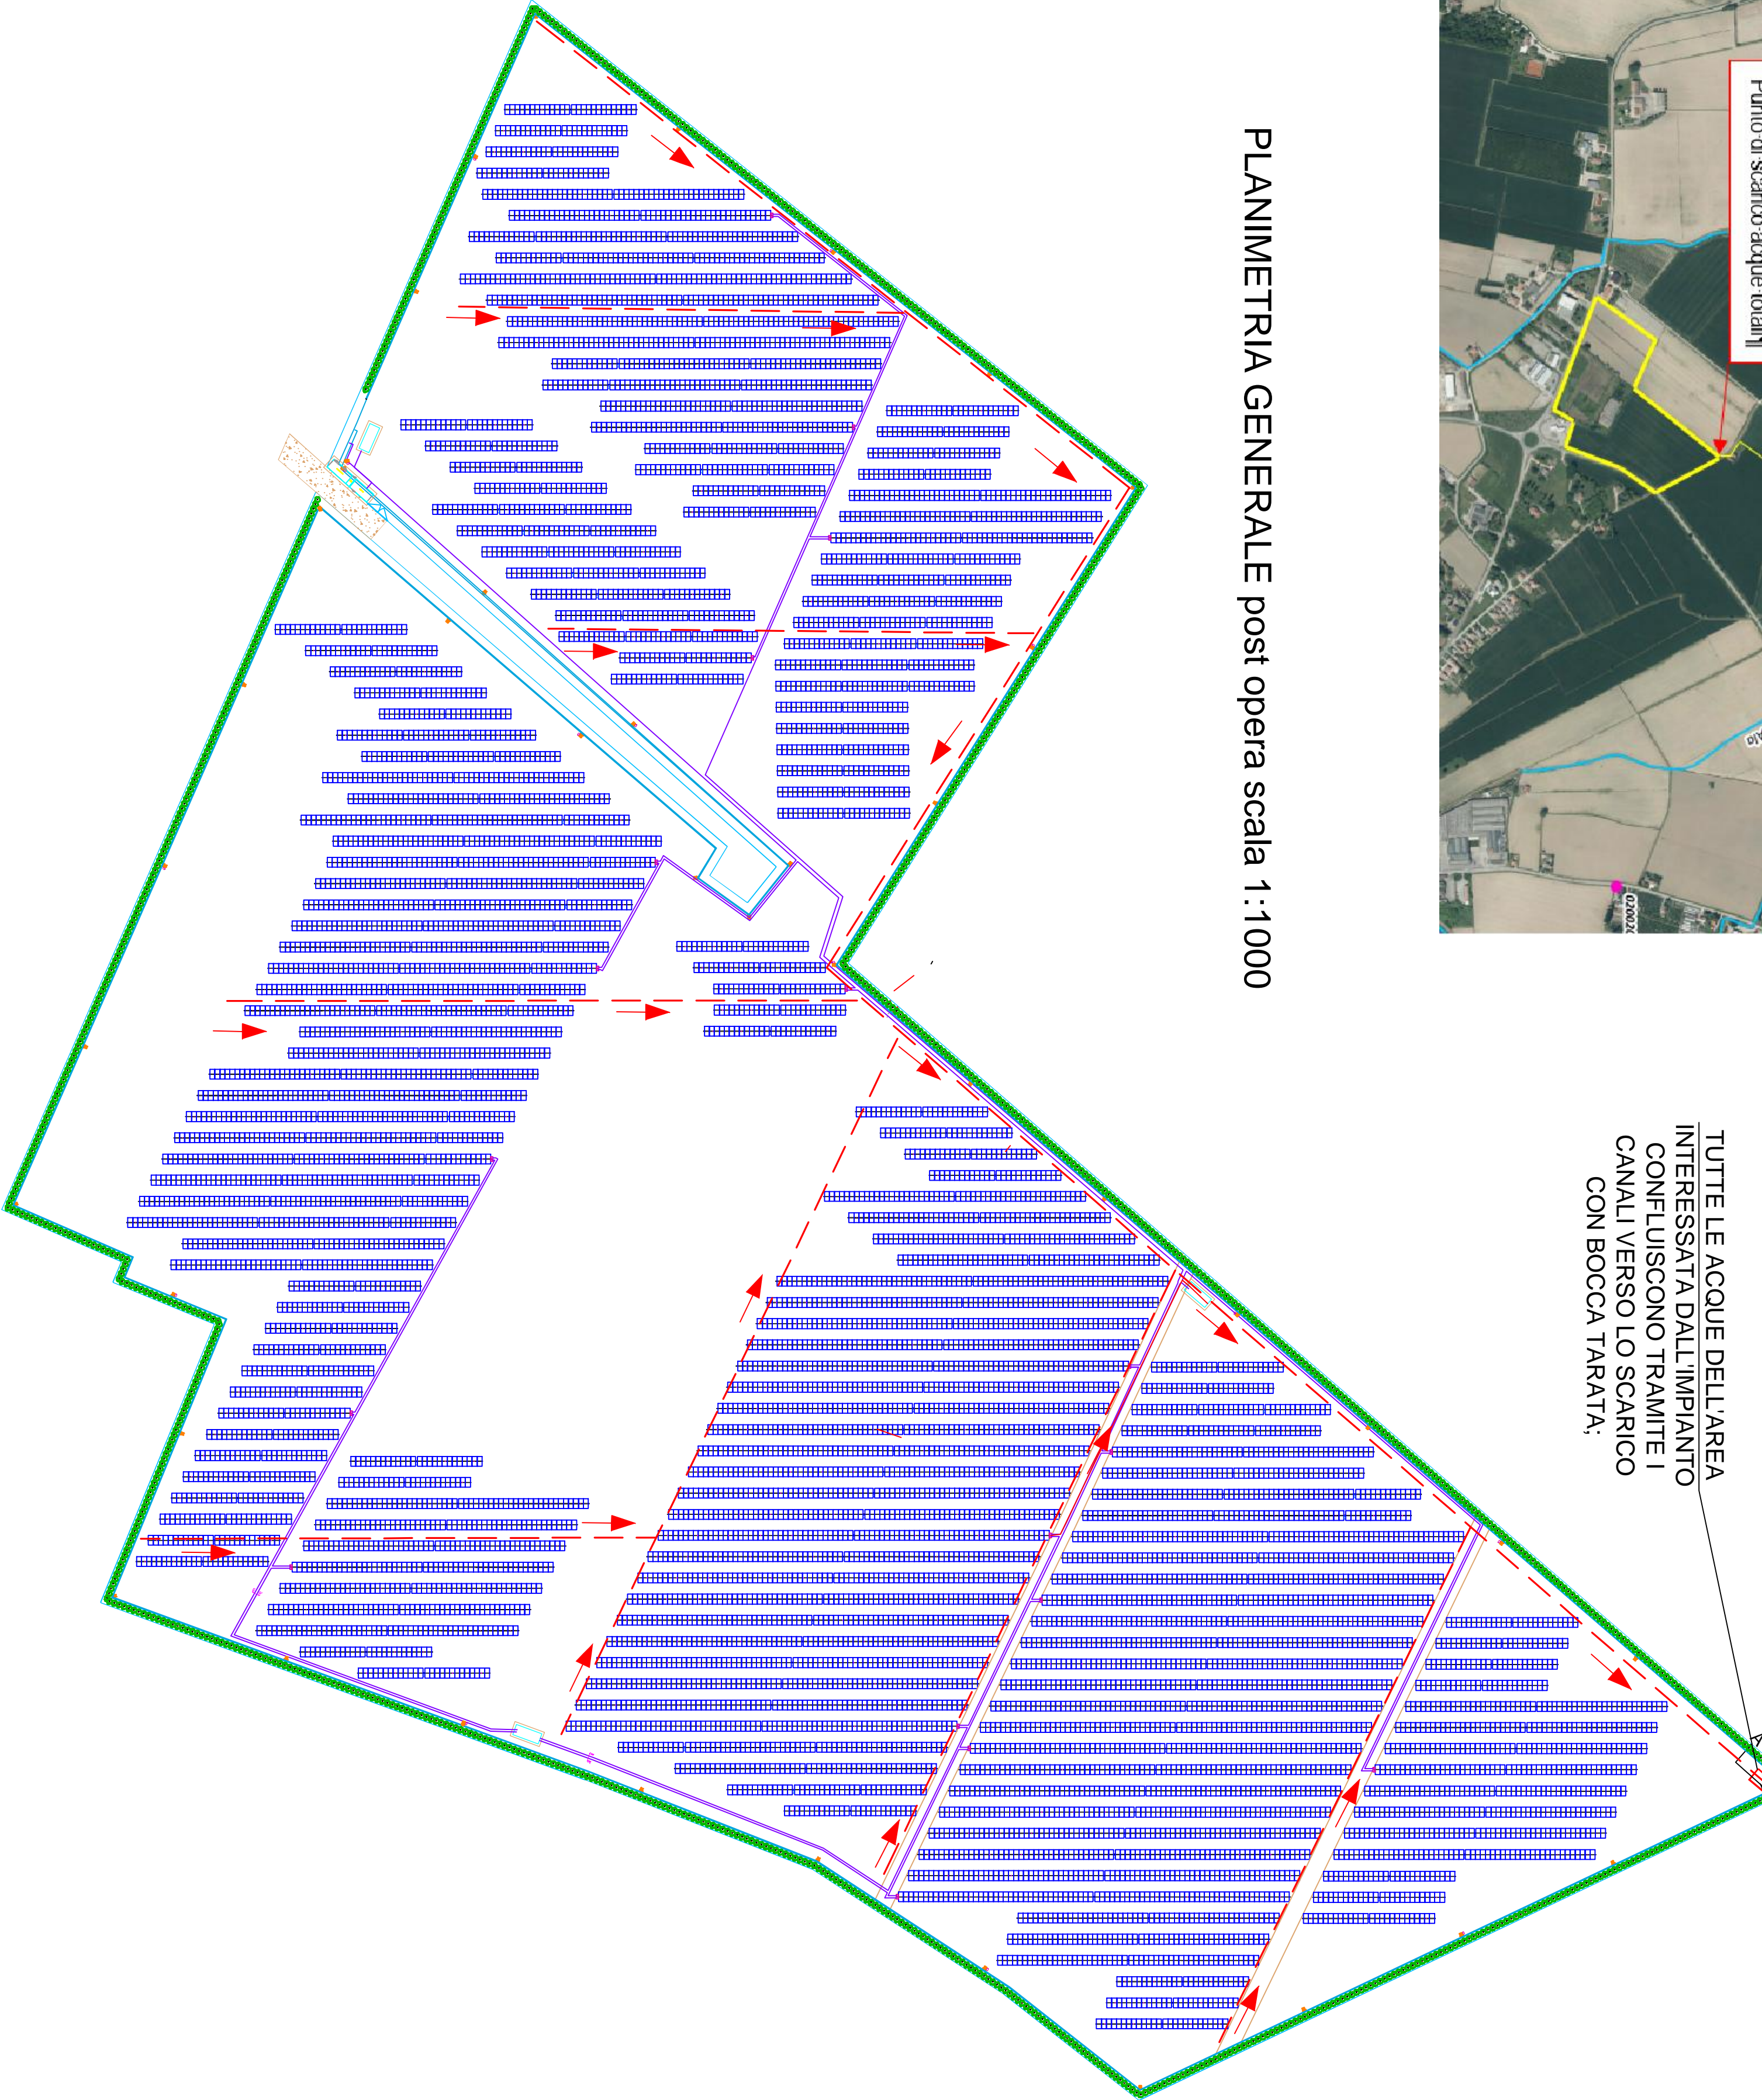 Punto di scarico acque totali
PLANIMETRIA GENERALE post opera scala 1:1000
TUTTE LE ACQUE DELL'AREA
INTERESSATA DALL'IMPIANTO
CONFLUISCONO TRAMITE I
CANALI VERSO LO SCARICO
CON BOCCA TARATA;
A